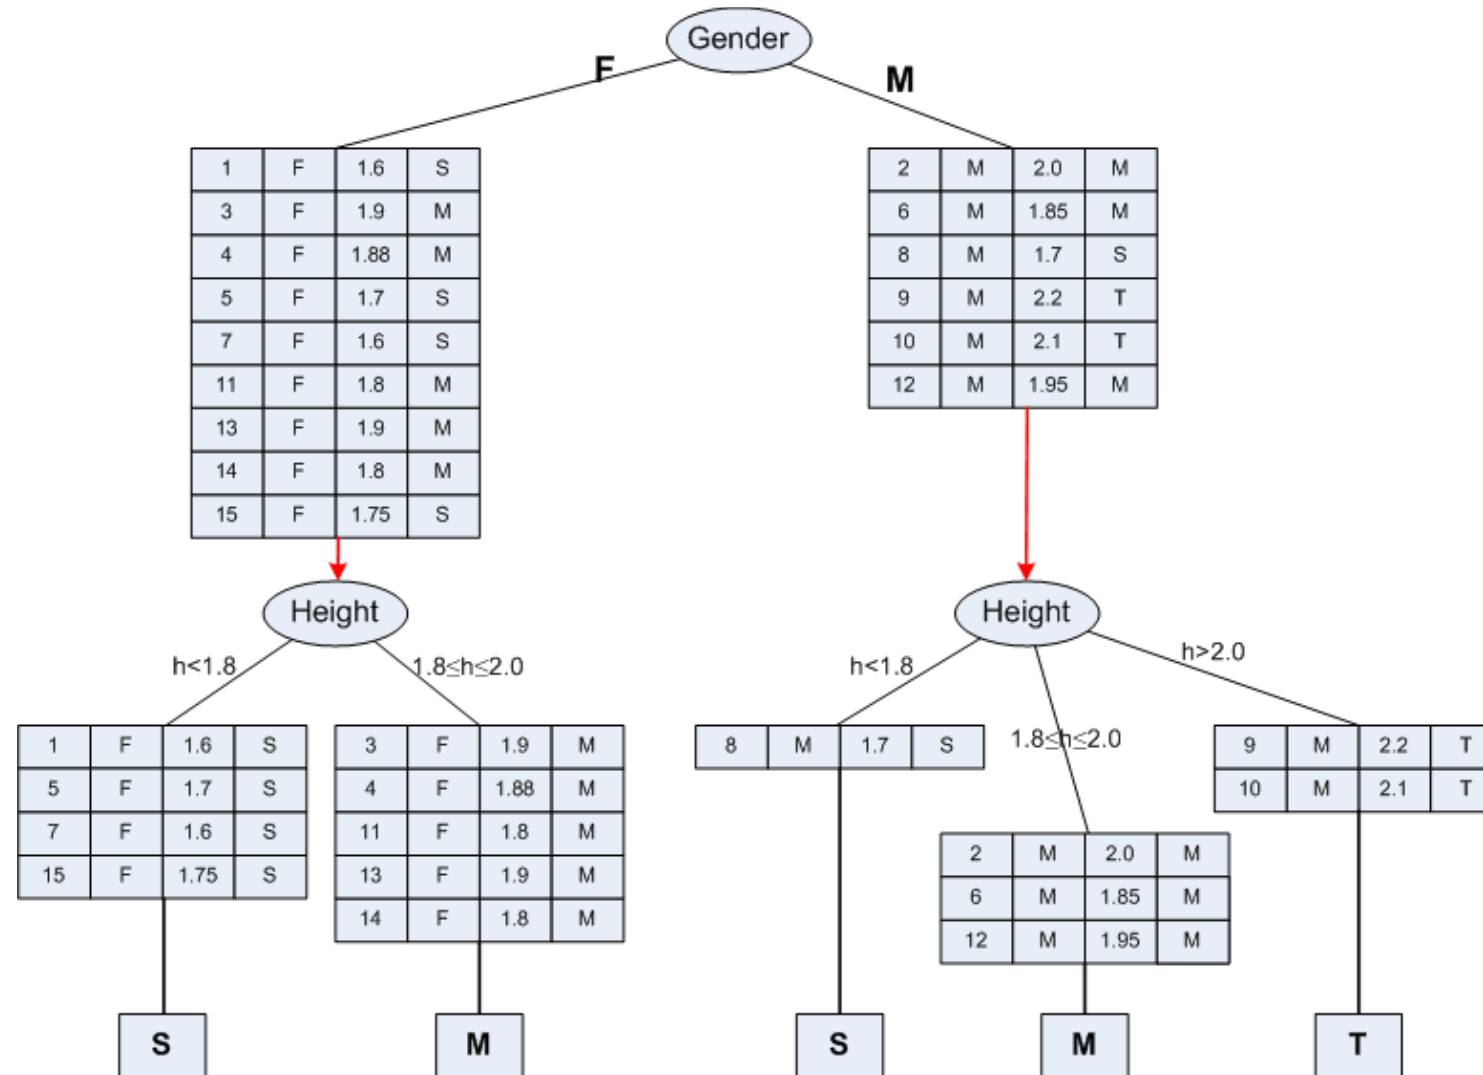 Gender
F
M
1 F 1.6 S
3 F 1.9 M
4 F 1.88 M
5 F 1.7 S
7 F 1.6 S
11 F 1.8 M
13 F 1.9 M
14 F 1.8 M
15 F 1.75 S
2 M 2.0 M
6 M 1.85 M
8 M 1.7 S
9 M 2.2 T
10 M 2.1 T
12 M 1.95 M
Height
h<1.8
1.8≤h≤2.0
1 F 1.6 S
5 F 1.7 S
7 F 1.6 S
15 F 1.75 S
3 F 1.9 M
4 F 1.88 M
11 F 1.8 M
13 F 1.9 M
14 F 1.8 M
S
M
Height
h<1.8
1.8≤h≤2.0
h>2.0
8 M 1.7 S
2 M 2.0 M
6 M 1.85 M
12 M 1.95 M
9 M 2.2 T
10 M 2.1 T
S
M
T